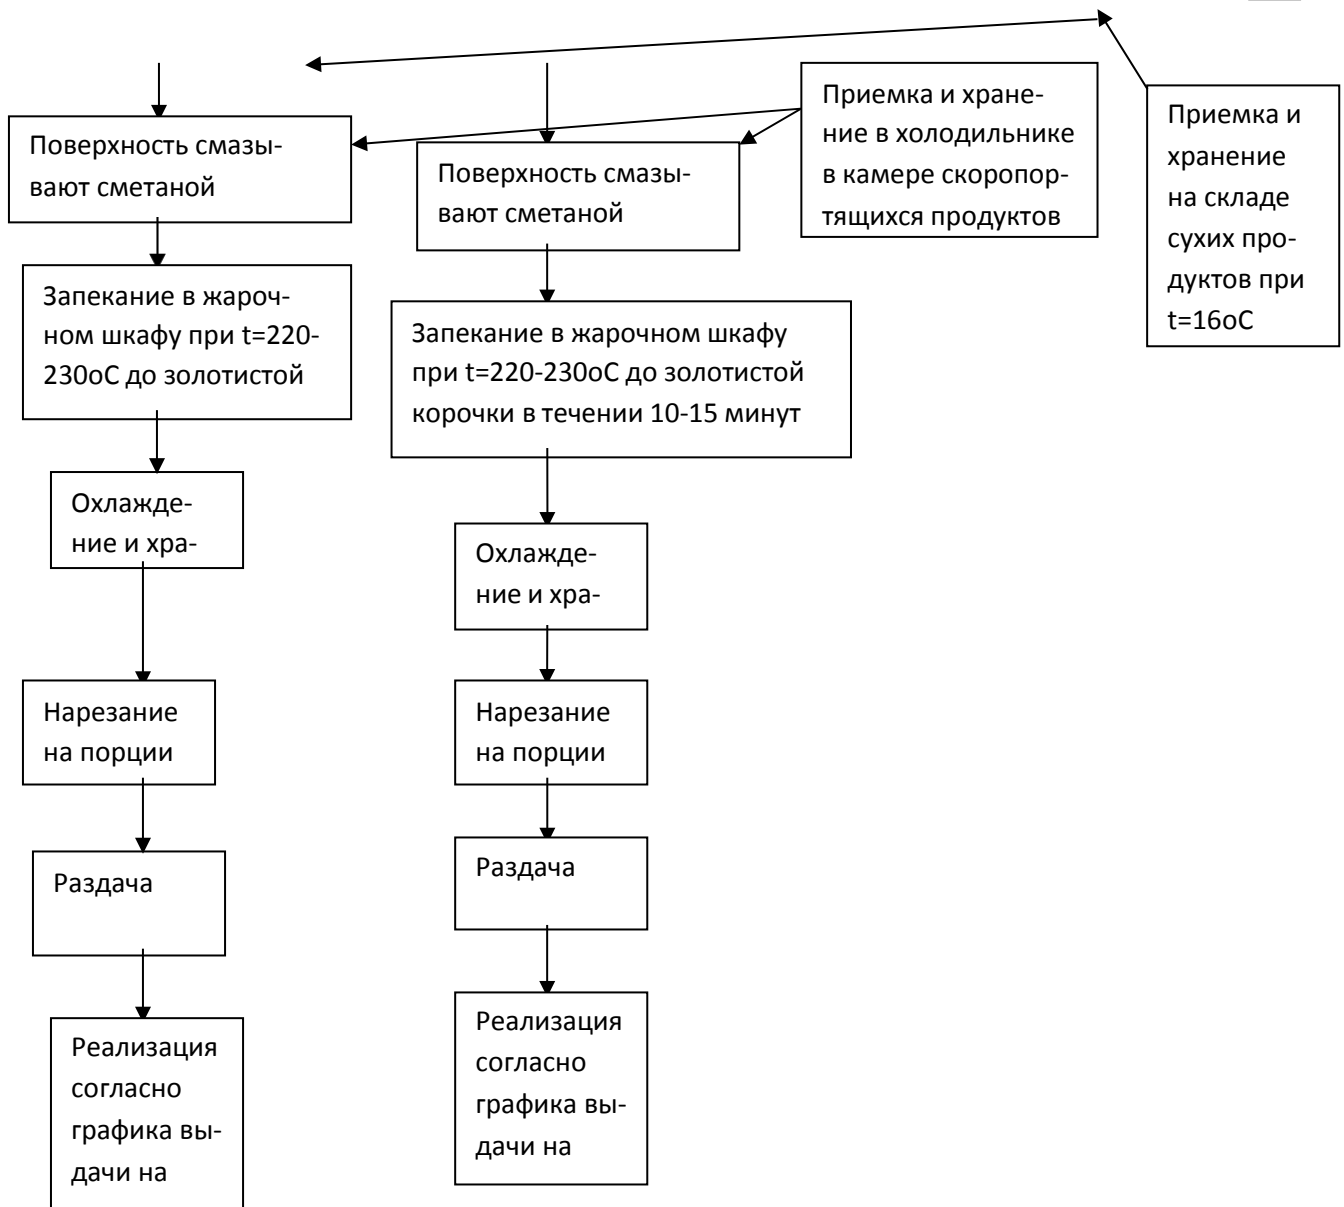 Поверхность смазы-
вают сметаной
Поверхность смазы-
вают сметаной
Приемка и хране-
ние в холодильнике
в камере скоропор-
тящихся продуктов
Приемка и
хранение
на складе
сухих про-
дуктов при
t=16оС
Запекание в жароч-
ном шкафу при t=220-
230оС до золотистой
Запекание в жарочном шкафу
при t=220-230оС до золотистой
корочки в течении 10-15 минут
Охлажде-
ние и хра-
Охлажде-
ние и хра-
Нарезание
на порции
Нарезание
на порции
Раздача
Раздача
Реализация
согласно
графика вы-
дачи на
Реализация
согласно
графика вы-
дачи на